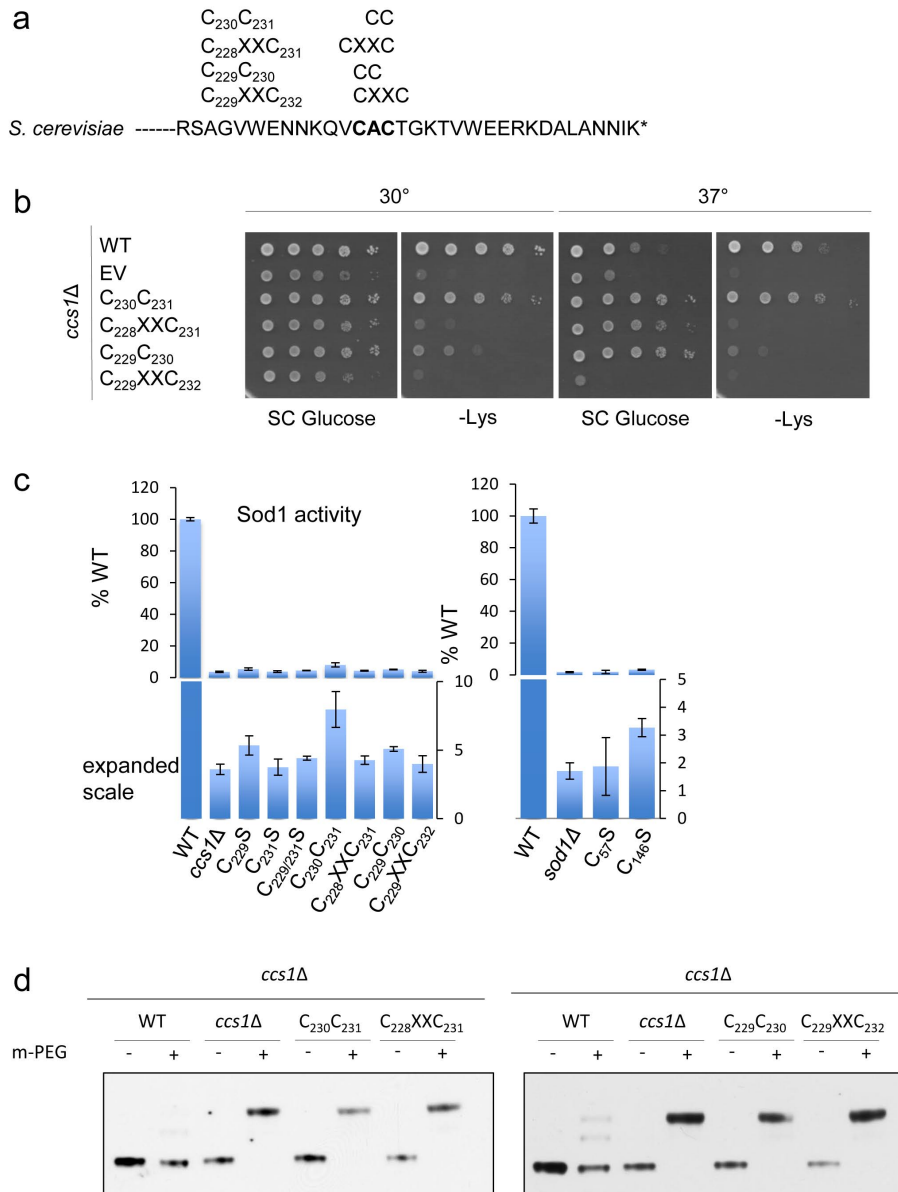 a
C₂₃₀C₂₃₁ CC
C₂₂₈XXC₂₃₁ CXXC
C₂₂₉C₂₃₀ CC
C₂₂₉XXC₂₃₂ CXXC
S. cerevisiae ------RSAGVWENNKQVCACTGKTVWEERKDALANNIK*
b
30° 37°
ccs1Δ
WT
EV
C₂₃₀C₂₃₁
C₂₂₈XXC₂₃₁
C₂₂₉C₂₃₀
C₂₂₉XXC₂₃₂
SC Glucose -Lys SC Glucose -Lys
c
Sod1 activity
% WT
120
100
80
60
40
20
0
10
5
0
expanded scale
WT ccs1Δ C₂₂₉S C₂₃₁S C₂₂₉/₂₃₁S C₂₃₀C₂₃₁ C₂₂₈XXC₂₃₁ C₂₂₉C₂₃₀ C₂₂₉XXC₂₃₂
% WT
120
100
80
60
40
20
0
5
4
3
2
1
0
WT sod1Δ C₅₇S C₁₄₆S
d
ccs1Δ ccs1Δ
WT ccs1Δ C₂₃₀C₂₃₁ C₂₂₈XXC₂₃₁ WT ccs1Δ C₂₂₉C₂₃₀ C₂₂₉XXC₂₃₂
m-PEG - + - + - + - + - + - + - + - +